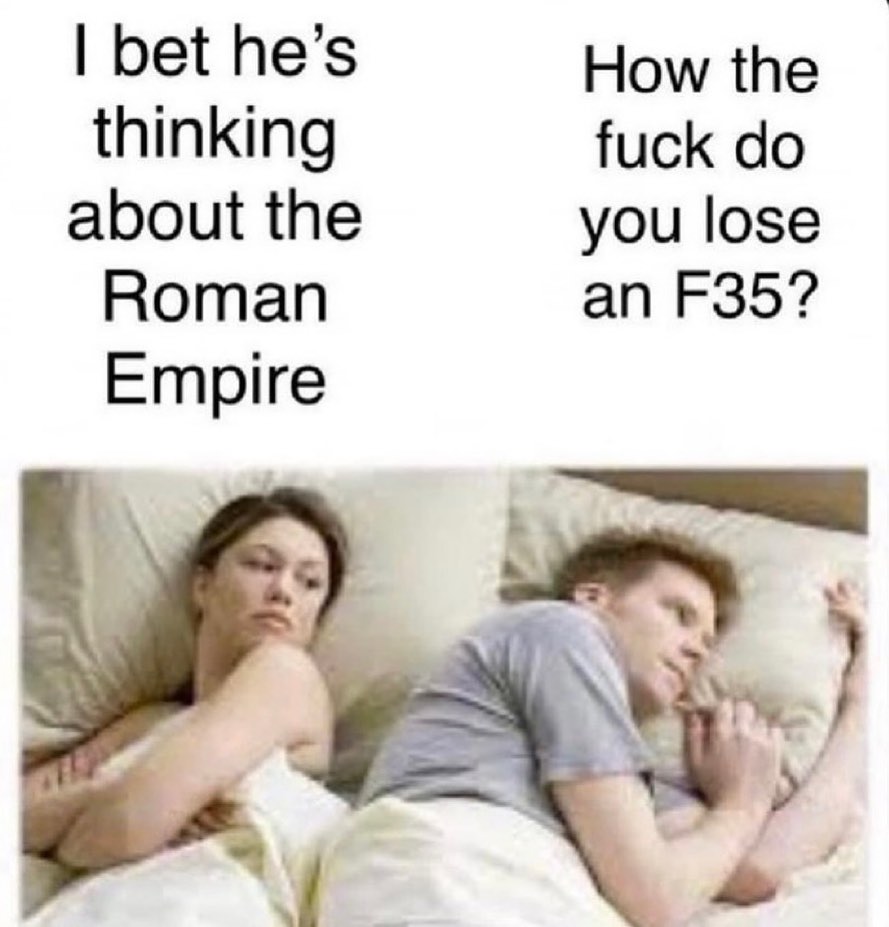 I bet he's
thinking
about the
Roman
Empire
How the
fuck do
you lose
an F35?